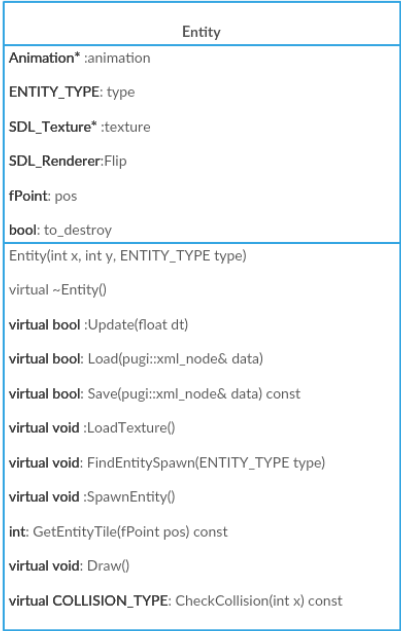 Entity
Animation* :animation
ENTITY_TYPE: type
SDL_Texture* :texture
SDL_Renderer:Flip
fPoint: pos
bool: to_destroy
Entity(int x, int y, ENTITY_TYPE type)
virtual ~Entity()
virtual bool :Update(float dt)
virtual bool: Load(pugi::xml_node& data)
virtual bool: Save(pugi::xml_node& data) const
virtual void :LoadTexture()
virtual void: FindEntitySpawn(ENTITY_TYPE type)
virtual void :SpawnEntity()
int: GetEntityTile(fPoint pos) const
virtual void: Draw()
virtual COLLISION_TYPE: CheckCollision(int x) const